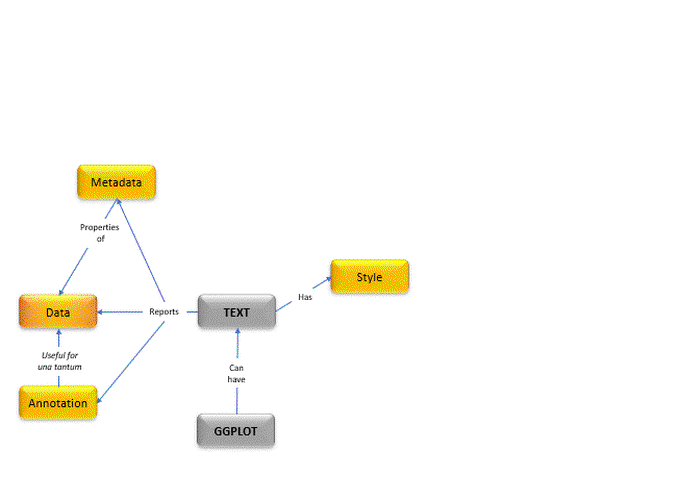 Metadata
Properties
of
Style
Has
Data
Reports
TEXT
Useful for
una tantum
Can
have
Annotation
GGPLOT